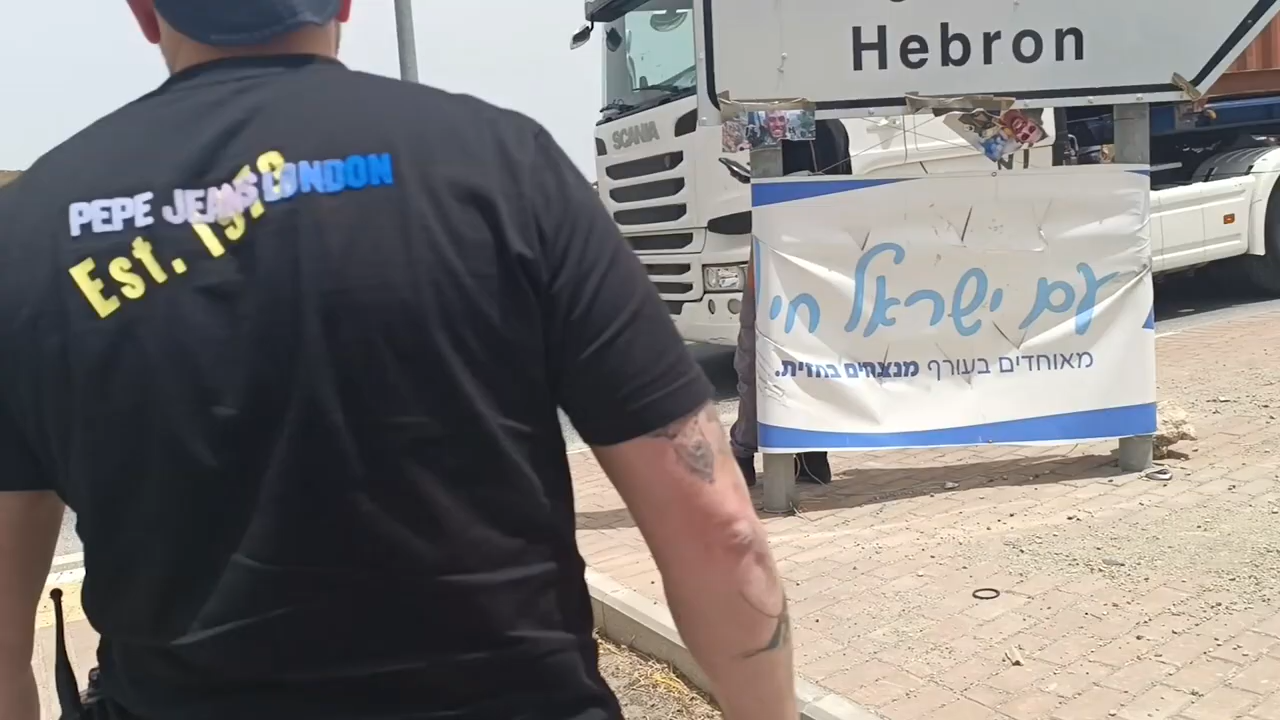 Hebron
SCANIA
PEPE JEANS LONDON
Est. 1973
עם ישראל חי
מאוחדים בעורף מנצחים בחזית.